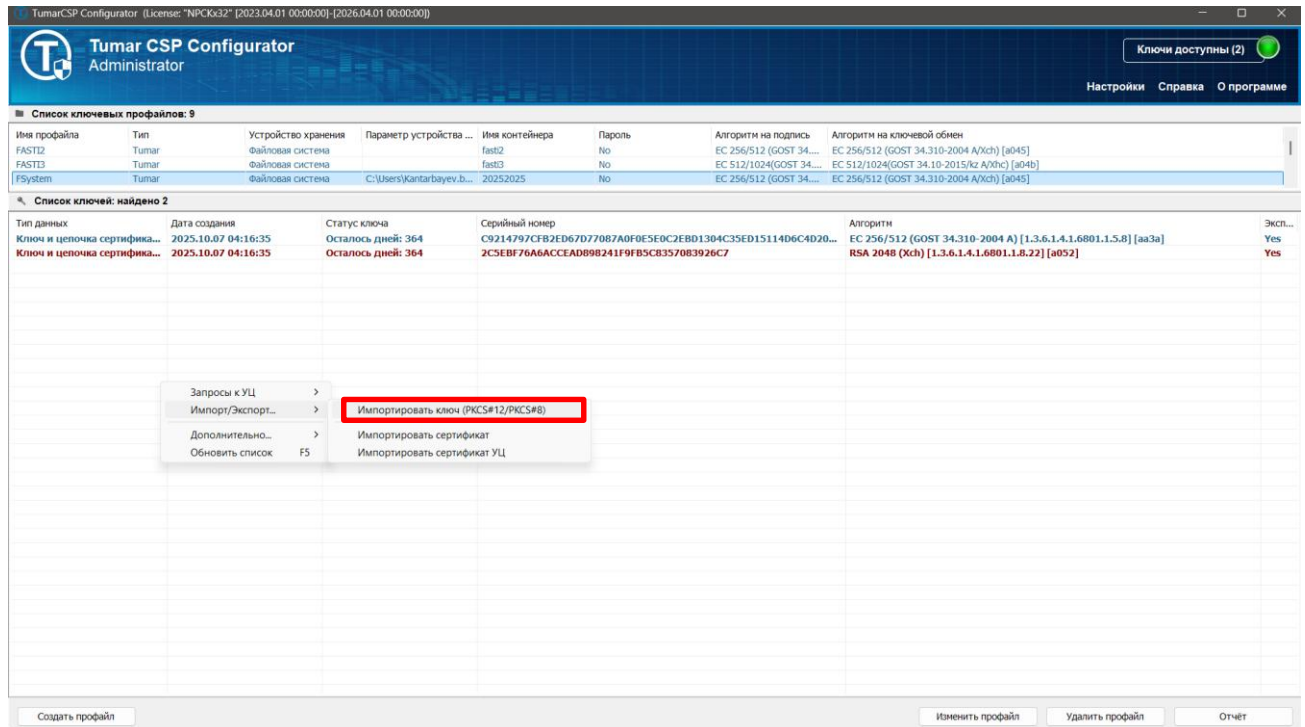 TumarCSP Configurator (License: "NPCKx32" [2023.04.01 00:00:00]-[2026.04.01 00:00:00])
Tumar CSP Configurator
Administrator
Ключи доступны (2)
Настройки Справка О программе
Список ключевых профайлов: 9
Имя профайла Тип Устройство хранения Параметр устройства ... Имя контейнера Пароль Алгоритм на подпись Алгоритм на ключевой обмен
FASTI2 Tumar Файловая система fasti2 No EC 256/512 (GOST 34.... EC 256/512 (GOST 34.310-2004 A/Xch) [a045]
FASTI3 Tumar Файловая система fasti3 No EC 512/1024(GOST 34.... EC 512/1024(GOST 34.10-2015/kz A/Xhc) [a04b]
FSystem Tumar Файловая система C:\Users\Kantarbayev.b... 20252025 No EC 256/512 (GOST 34.... EC 256/512 (GOST 34.310-2004 A/Xch) [a045]
Список ключей: найдено 2
Тип данных Дата создания Статус ключа Серийный номер Алгоритм Эксп...
Ключ и цепочка сертифика... 2025.10.07 04:16:35 Осталось дней: 364 C9214797CFB2ED67D77087A0F0E5E0C2EBD1304C35ED15114D6C4D20... EC 256/512 (GOST 34.310-2004 A) [1.3.6.1.4.1.6801.1.5.8] [aa3a] Yes
Ключ и цепочка сертифика... 2025.10.07 04:16:35 Осталось дней: 364 2C5EBF76A6ACCEAD898241F9FB5C8357083926C7 RSA 2048 (Xch) [1.3.6.1.4.1.6801.1.8.22] [a052] Yes
Запросы к УЦ
Импорт/Экспорт... Импортировать ключ (PKCS#12/PKCS#8)
Дополнительно... Импортировать сертификат
Обновить список F5 Импортировать сертификат УЦ
Создать профайл Изменить профайл Удалить профайл Отчёт